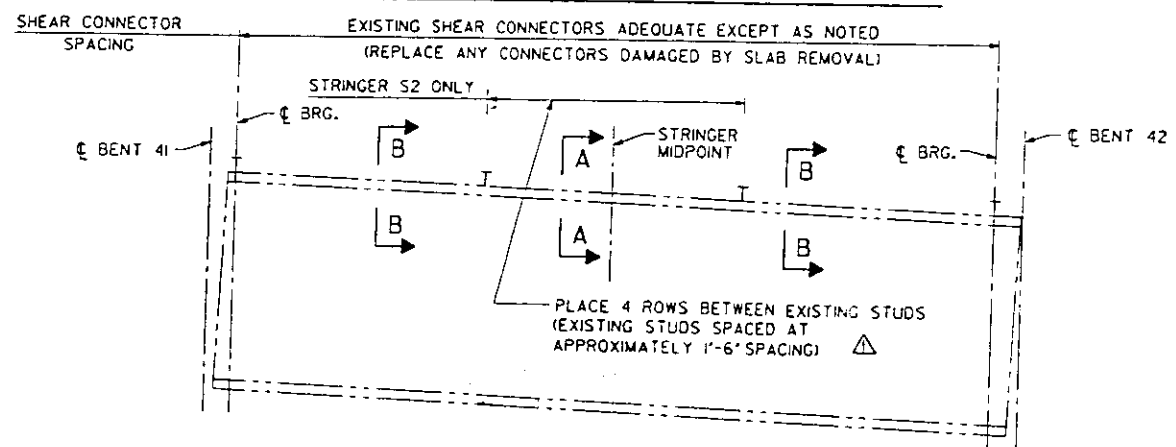 SHEAR CONNECTOR
SPACING
EXISTING SHEAR CONNECTORS ADEQUATE EXCEPT AS NOTED
(REPLACE ANY CONNECTORS DAMAGED BY SLAB REMOVAL)
STRINGER S2 ONLY
℄ BRG.
℄ BENT 41
B
A
STRINGER
MIDPOINT
B
℄ BRG.
℄ BENT 42
B
A
B
PLACE 4 ROWS BETWEEN EXISTING STUDS
(EXISTING STUDS SPACED AT
APPROXIMATELY 1'-6" SPACING)
1